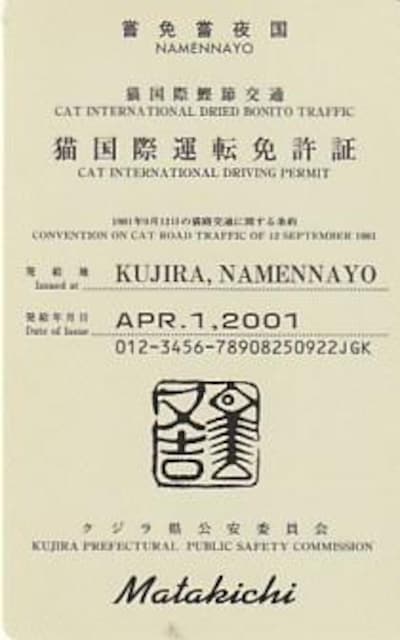 嘗免嘗夜国
NAMENNAYO
猫国際鰹節交通
CAT INTERNATIONAL DRIED BONITO TRAFFIC
猫国際運転免許証
CAT INTERNATIONAL DRIVING PERMIT
1981年9月12日の猫路交通に関する条約
CONVENTION ON CAT ROAD TRAFFIC OF 12 SEPTEMBER 1981
発給地 KUJIRA, NAMENNAYO
Issued at
発給年月日 APR.1,2001
Date of Issue
012-3456-78908250922JGK
又吉
クジラ県公安委員会
KUJIRA PREFECTURAL PUBLIC SAFETY COMMISSION
Matakichi